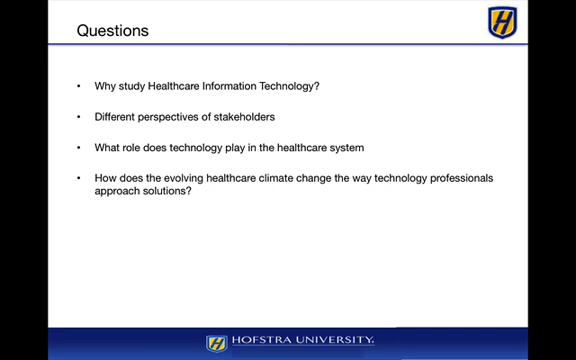 Questions
• Why study Healthcare Information Technology?
• Different perspectives of stakeholders
• What role does technology play in the healthcare system
• How does the evolving healthcare climate change the way technology professionals
approach solutions?
HOFSTRA UNIVERSITY